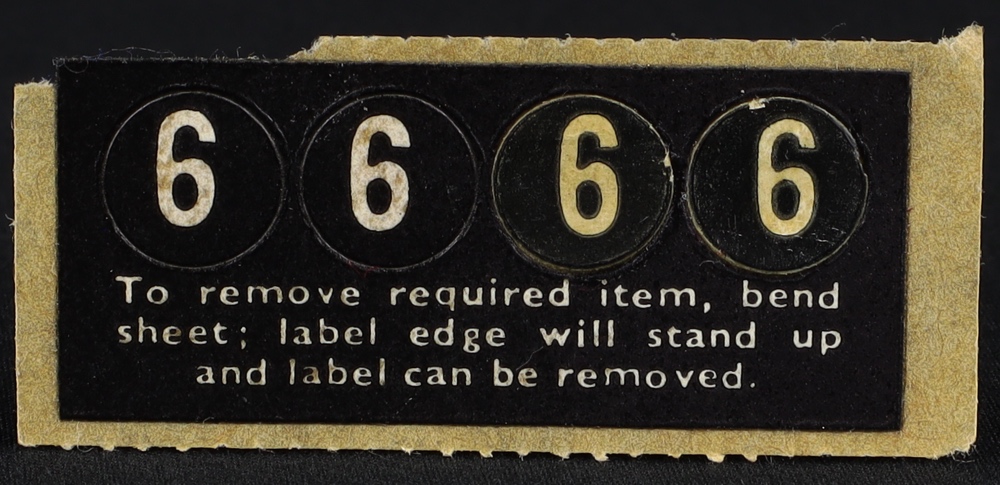 6 6 6 6
To remove required item, bend
sheet; label edge will stand up
and label can be removed.